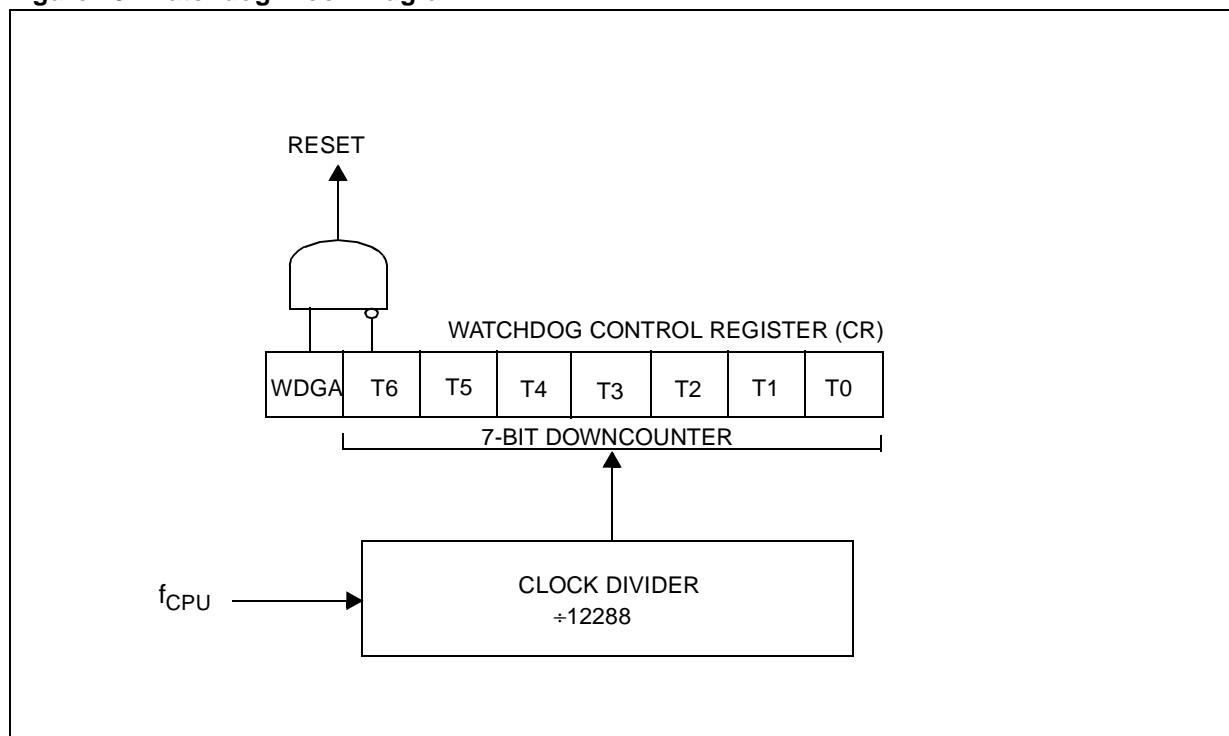 RESET
WATCHDOG CONTROL REGISTER (CR)
WDGA T6 T5 T4 T3 T2 T1 T0
7-BIT DOWNCOUNTER
fCPU
CLOCK DIVIDER
÷12288